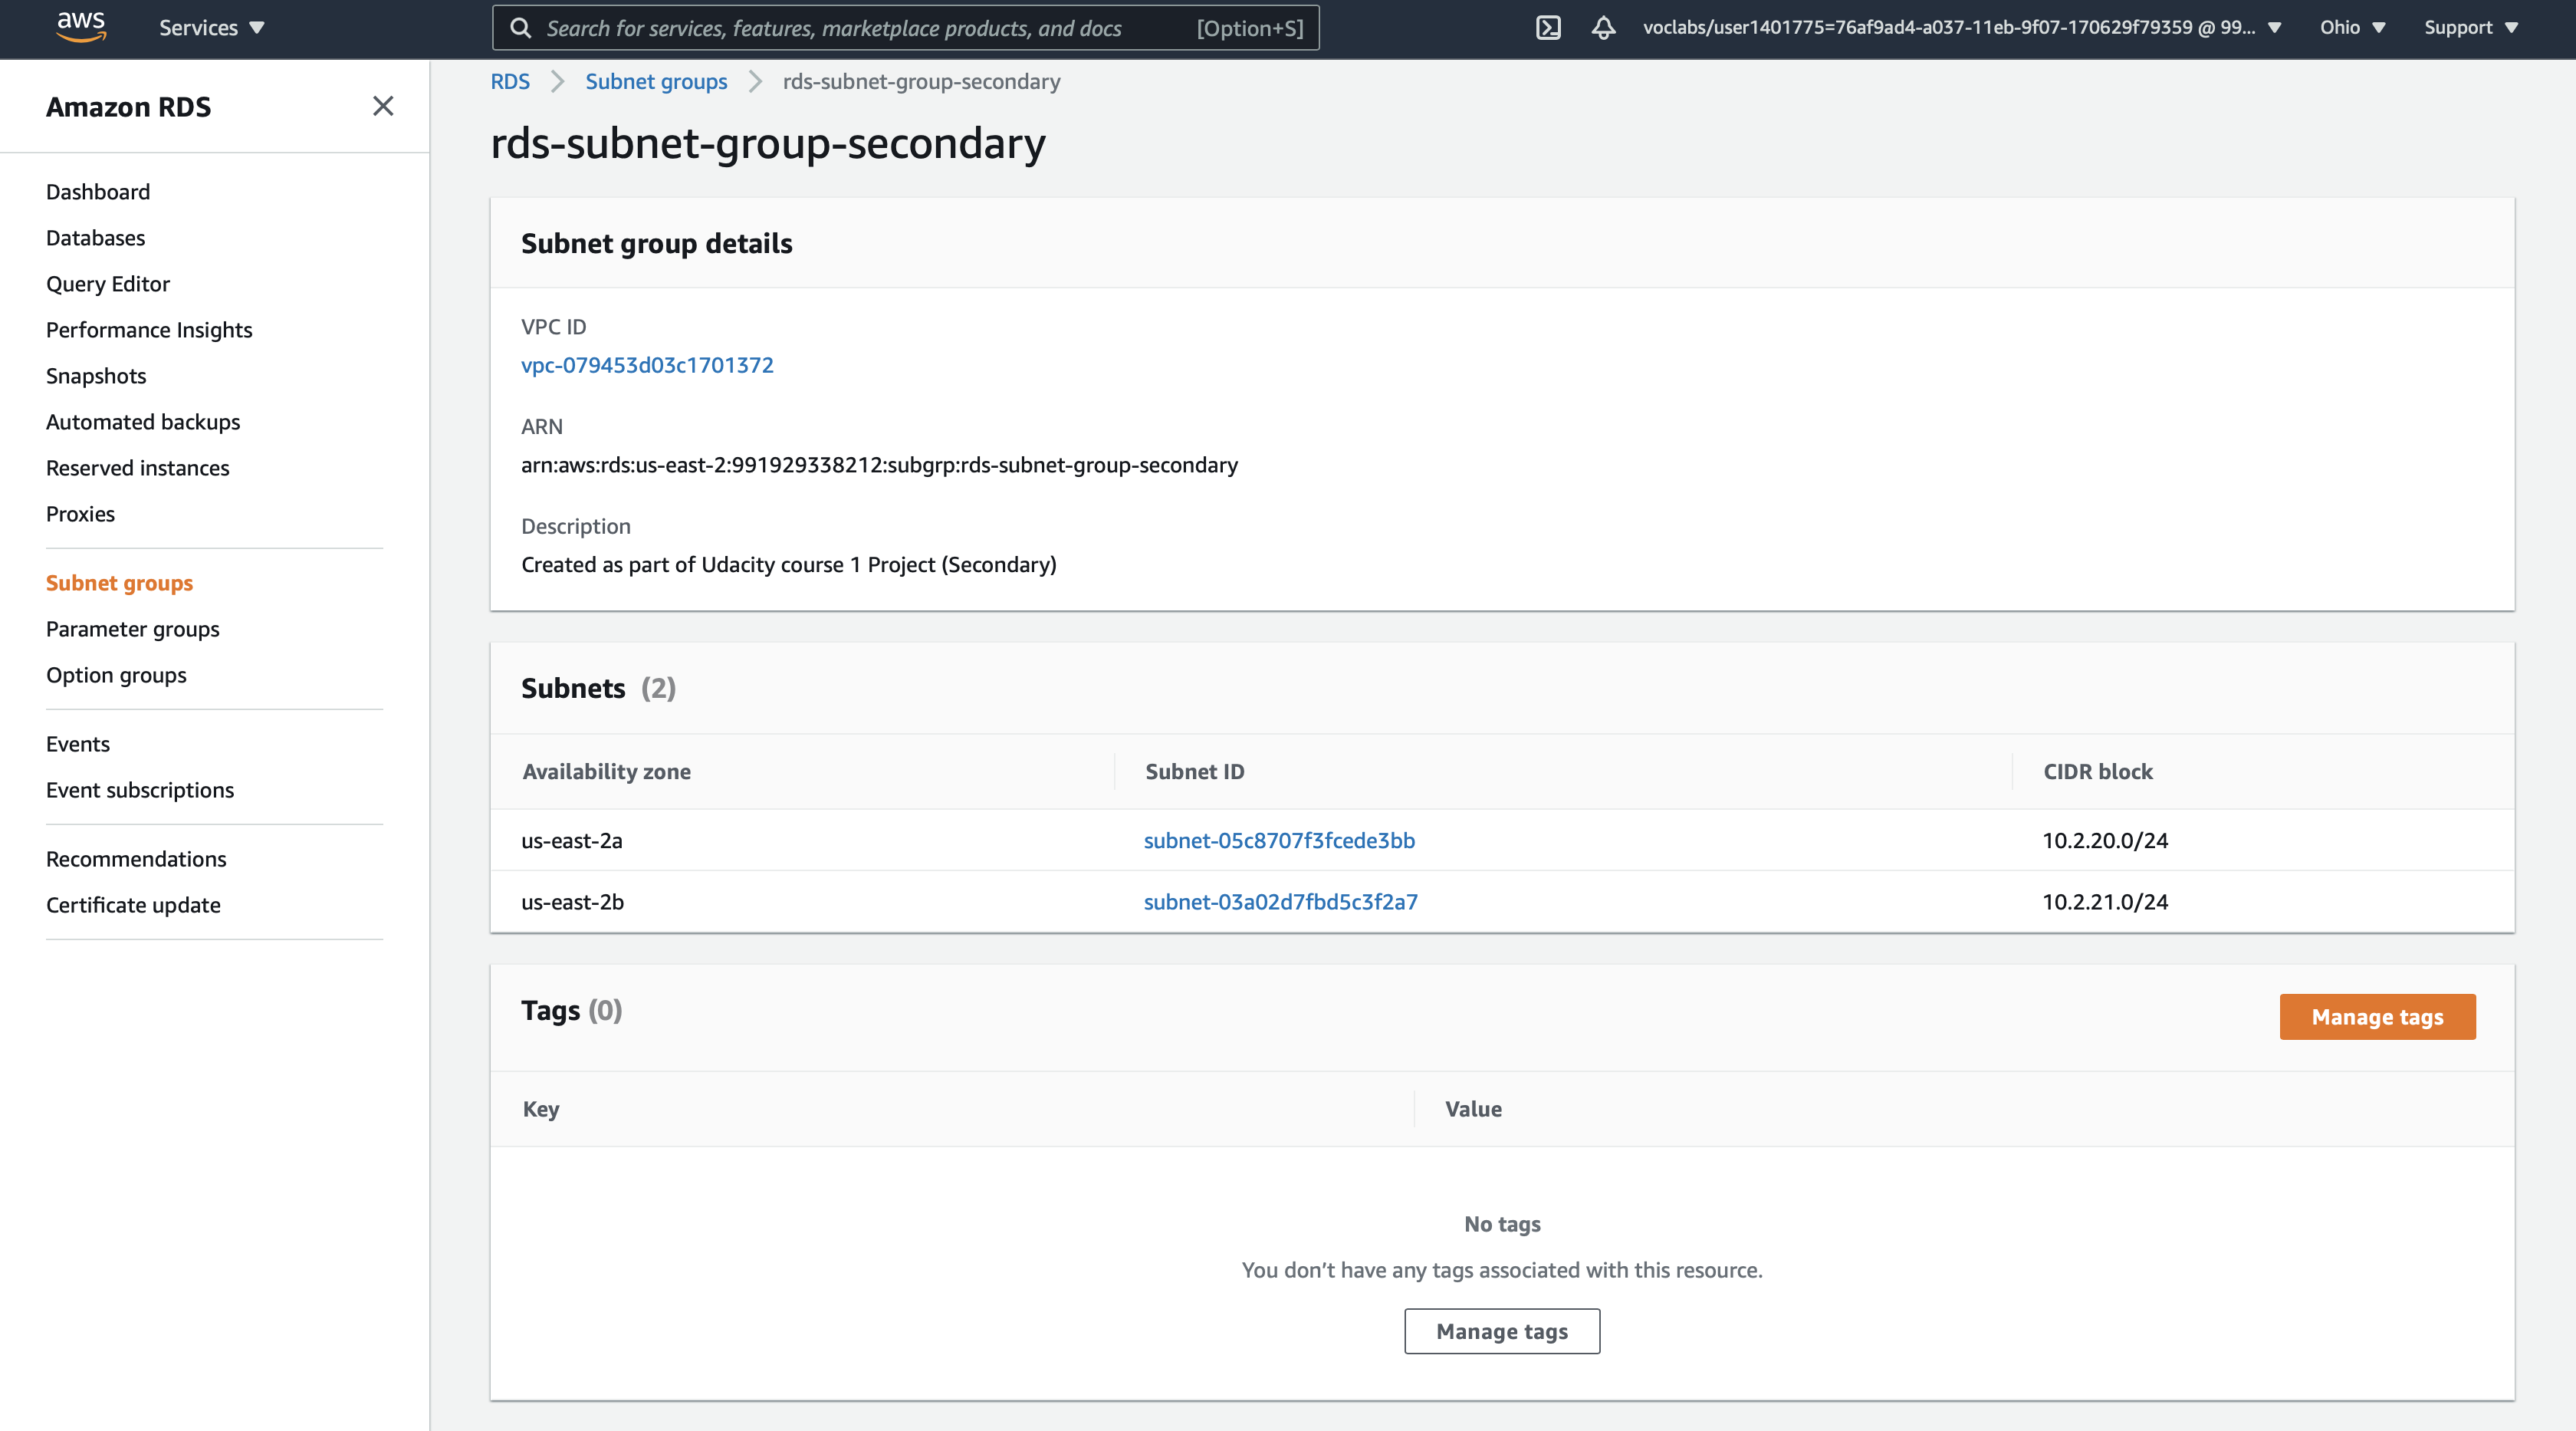 aws
Services
Search for services, features, marketplace products, and docs [Option+S]
voclabs/user1401775=76af9ad4-a037-11eb-9f07-170629f79359 @ 99...
Ohio
Support
Amazon RDS
Dashboard
Databases
Query Editor
Performance Insights
Snapshots
Automated backups
Reserved instances
Proxies
Subnet groups
Parameter groups
Option groups
Events
Event subscriptions
Recommendations
Certificate update
RDS Subnet groups rds-subnet-group-secondary
rds-subnet-group-secondary
Subnet group details
VPC ID
vpc-079453d03c1701372
ARN
arn:aws:rds:us-east-2:991929338212:subgrp:rds-subnet-group-secondary
Description
Created as part of Udacity course 1 Project (Secondary)
Subnets (2)
Availability zone Subnet ID CIDR block
us-east-2a subnet-05c8707f3fcede3bb 10.2.20.0/24
us-east-2b subnet-03a02d7fbd5c3f2a7 10.2.21.0/24
Tags (0)
Manage tags
Key Value
No tags
You don’t have any tags associated with this resource.
Manage tags